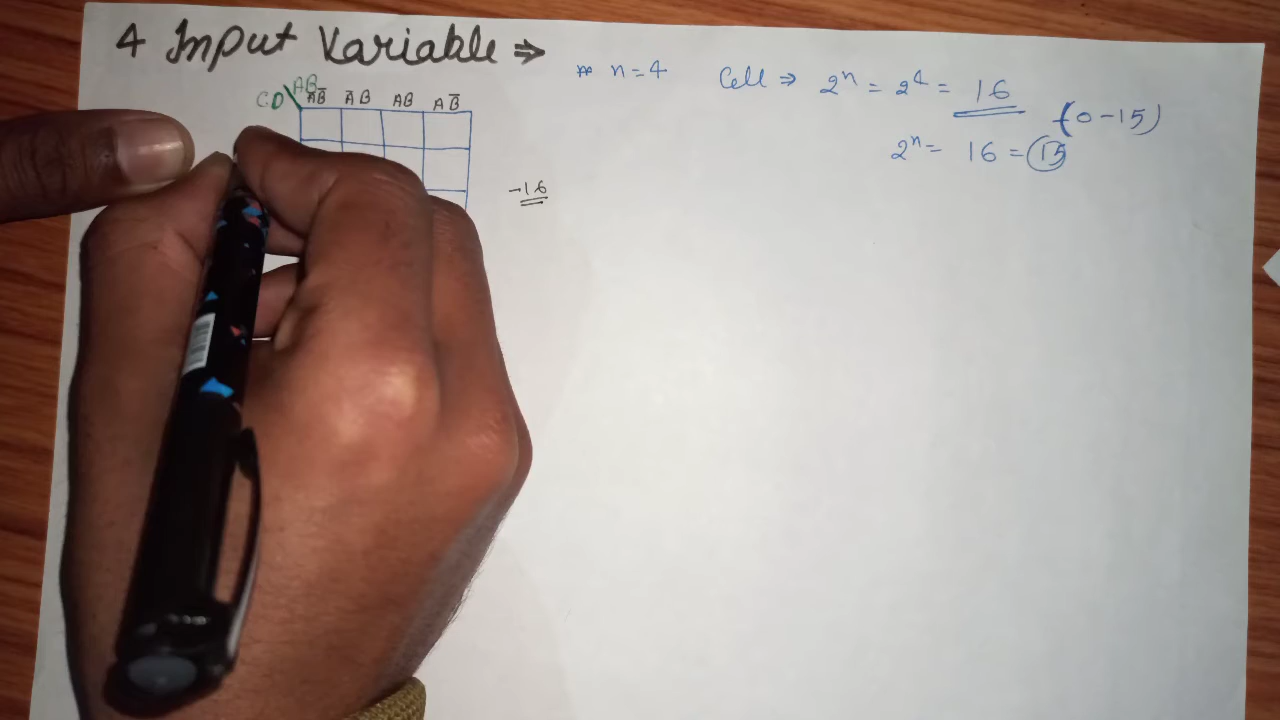 4 Input Variable ⇒
n=4 Cell ⇒ 2ⁿ = 2⁴ = 16
(0-15)
2ⁿ = 16 = 15
AB
CD
A̅B̅ A̅B AB AB̅
-16